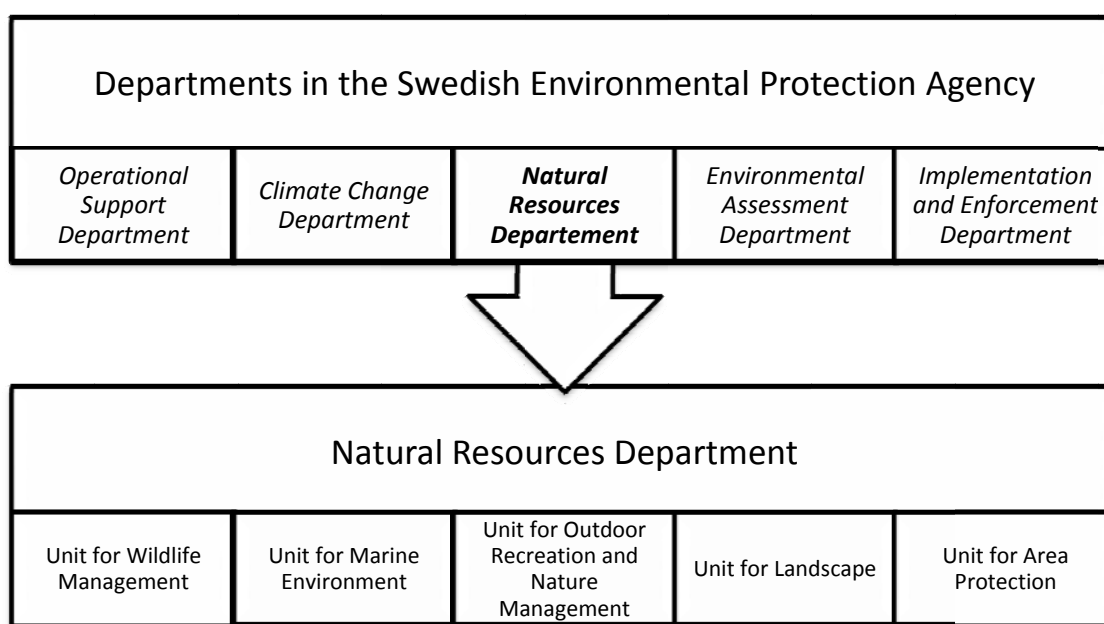 Departments in the Swedish Environmental Protection Agency
Operational
Support
Department
Climate Change
Department
Natural
Resources
Departement
Environmental
Assessment
Department
Implementation
and Enforcement
Department
Natural Resources Department
Unit for Wildlife
Management
Unit for Marine
Environment
Unit for Outdoor
Recreation and
Nature
Management
Unit for Landscape
Unit for Area
Protection